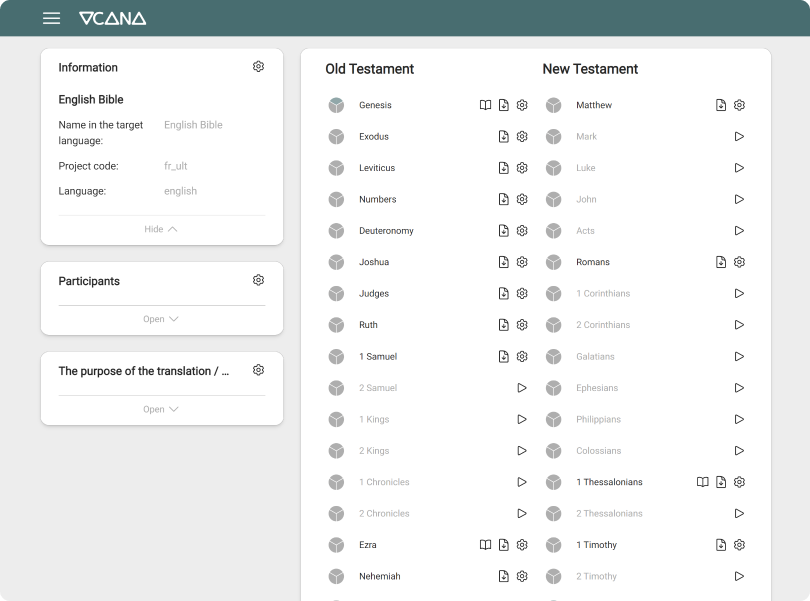 VCANA
Information
English Bible
Name in the target
language:
English Bible
Project code:
fr_ult
Language:
english
Hide
Participants
Open
The purpose of the translation / ...
Open
Old Testament
Genesis
Exodus
Leviticus
Numbers
Deuteronomy
Joshua
Judges
Ruth
1 Samuel
2 Samuel
1 Kings
2 Kings
1 Chronicles
2 Chronicles
Ezra
Nehemiah
New Testament
Matthew
Mark
Luke
John
Acts
Romans
1 Corinthians
2 Corinthians
Galatians
Ephesians
Philippians
Colossians
1 Thessalonians
2 Thessalonians
1 Timothy
2 Timothy